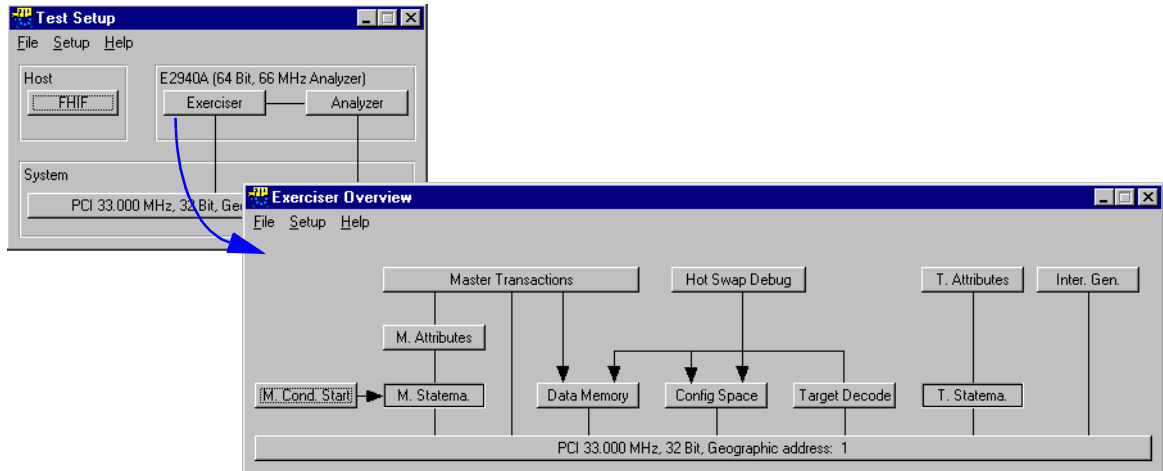 Test Setup
File Setup Help
Host
FHIF
E2940A (64 Bit, 66 MHz Analyzer)
Exerciser
Analyzer
System
PCI 33.000 MHz, 32 Bit, Geo
Exerciser Overview
File Setup Help
Master Transactions
Hot Swap Debug
T. Attributes
Inter. Gen.
M. Attributes
M. Cond. Start
M. Statema.
Data Memory
Config Space
Target Decode
T. Statema.
PCI 33.000 MHz, 32 Bit, Geographic address: 1